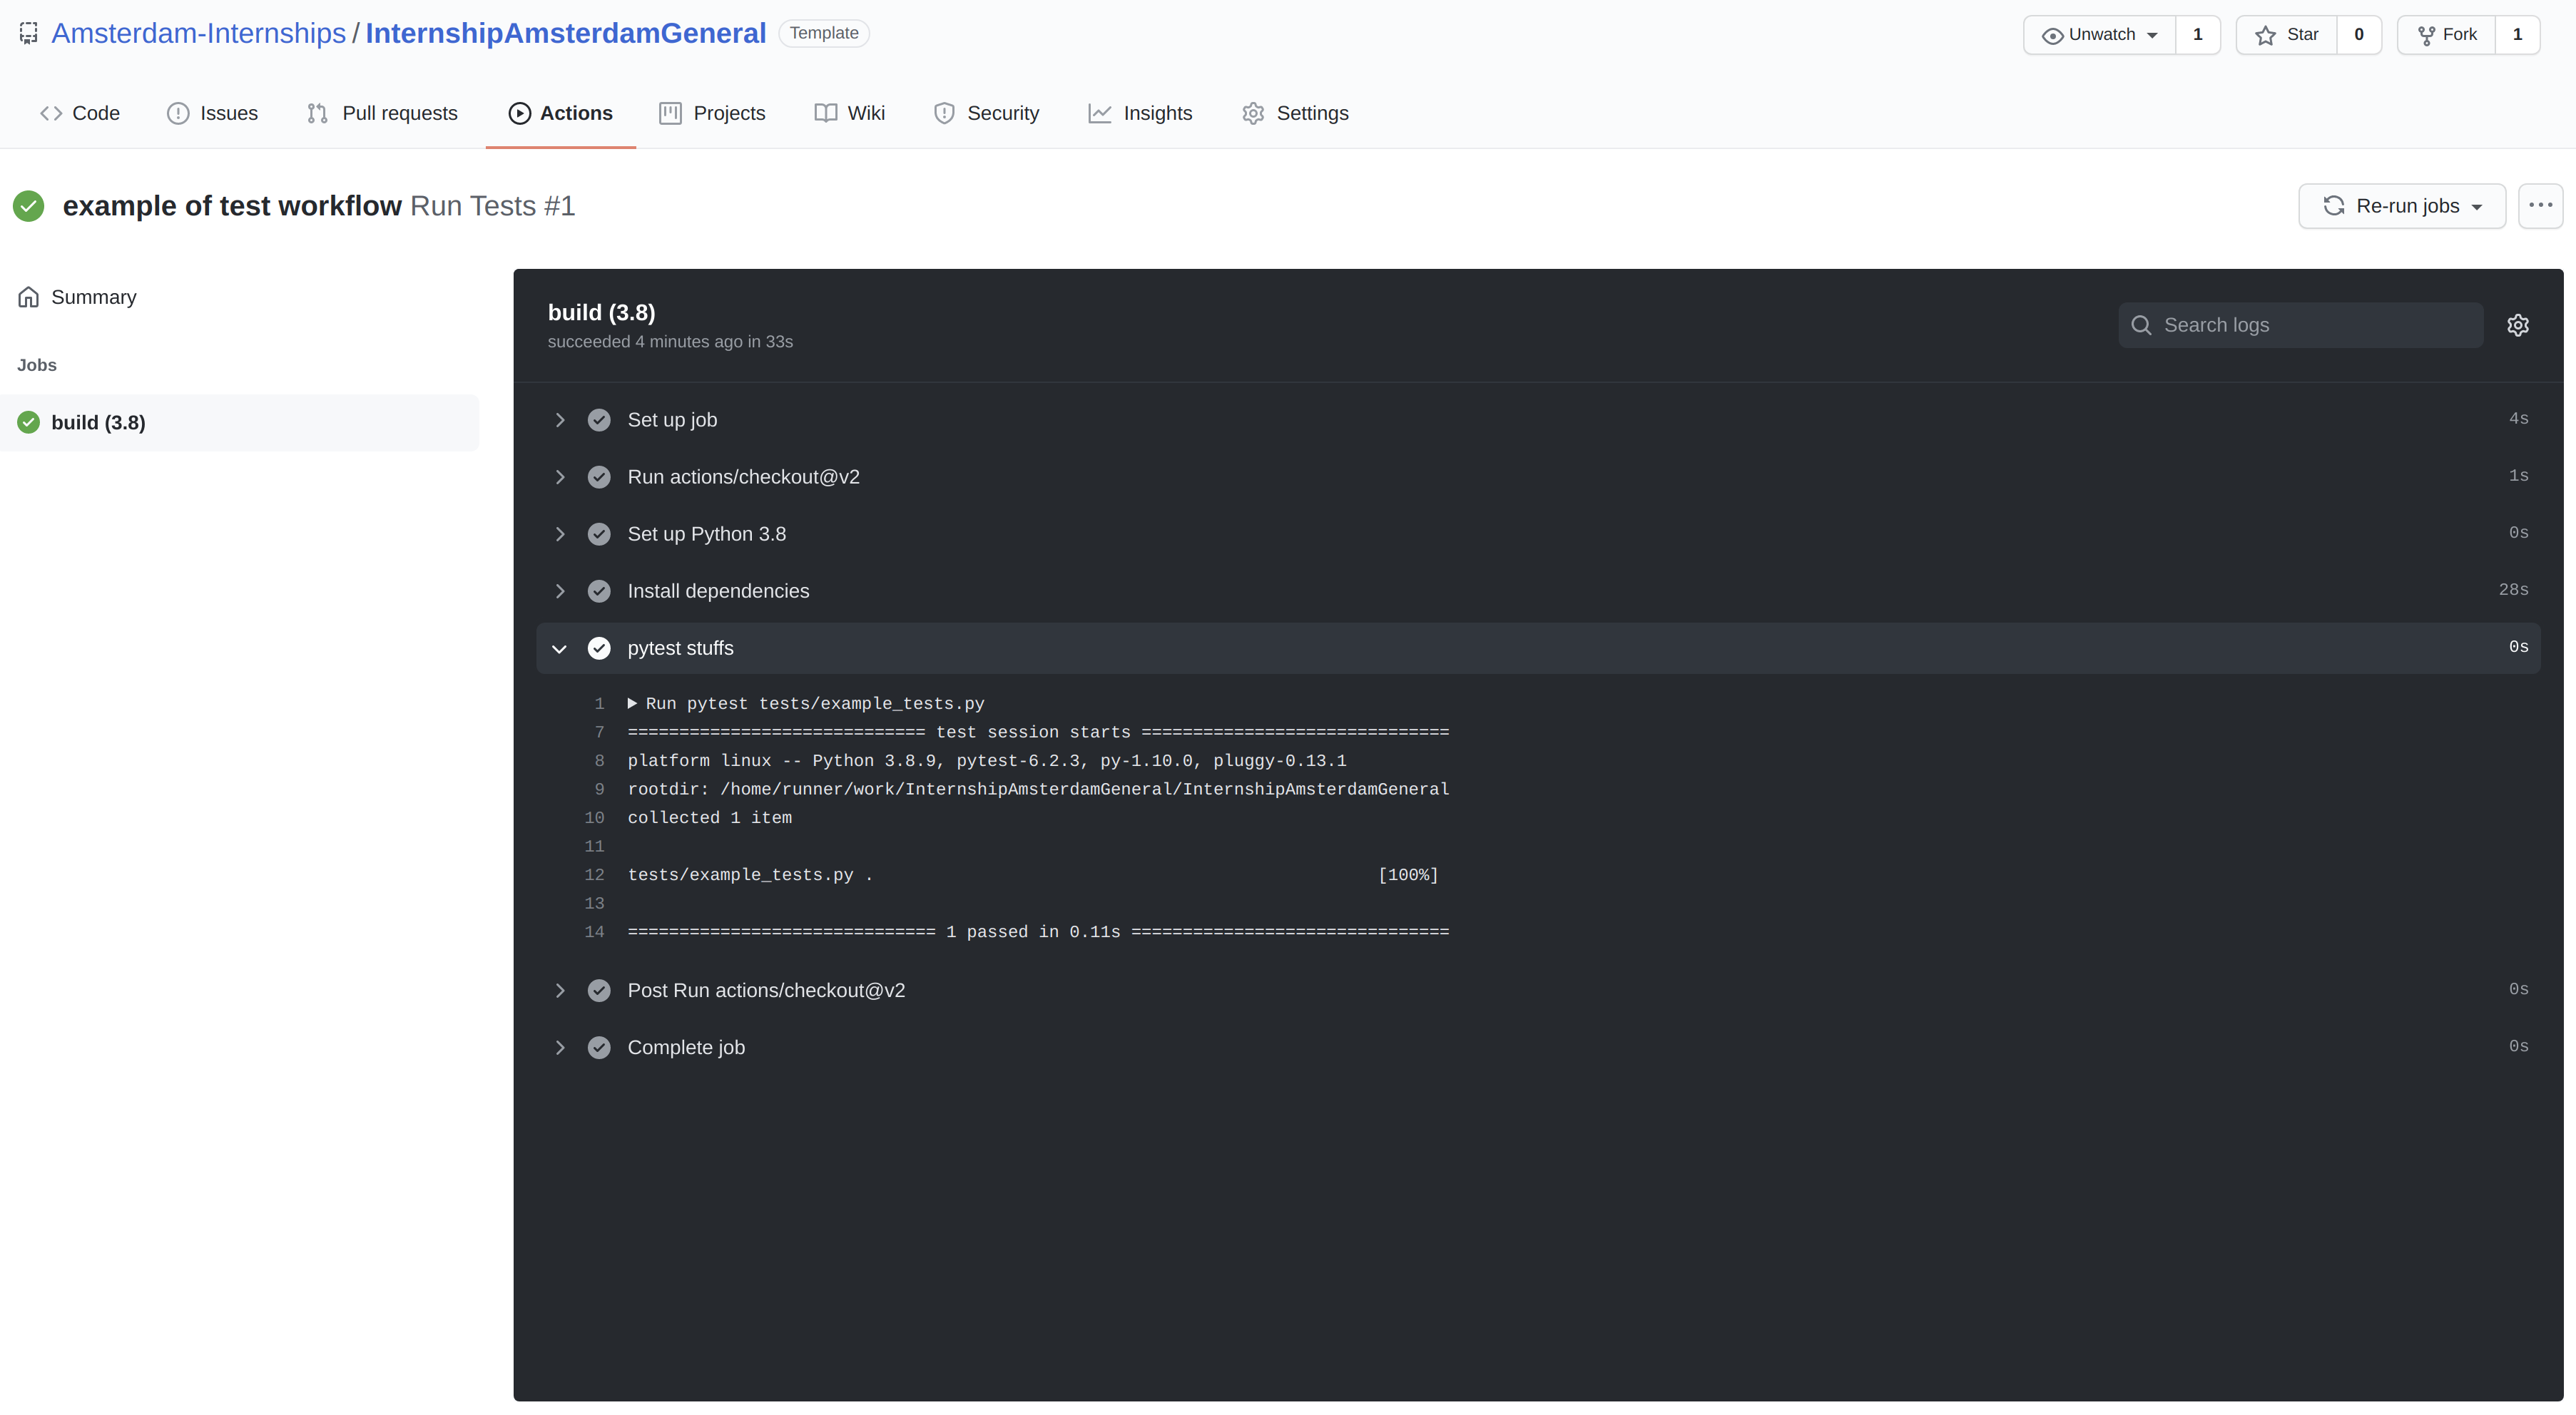 Amsterdam-Internships / InternshipAmsterdamGeneral Template Unwatch 1 Star 0 Fork 1
Code Issues Pull requests Actions Projects Wiki Security Insights Settings
example of test workflow Run Tests #1 Re-run jobs
Summary
Jobs
build (3.8)
build (3.8)
succeeded 4 minutes ago in 33s
Search logs
Set up job 4s
Run actions/checkout@v2 1s
Set up Python 3.8 0s
Install dependencies 28s
pytest stuffs 0s
1 Run pytest tests/example_tests.py
7 ============================= test session starts ==============================
8 platform linux -- Python 3.8.9, pytest-6.2.3, py-1.10.0, pluggy-0.13.1
9 rootdir: /home/runner/work/InternshipAmsterdamGeneral/InternshipAmsterdamGeneral
10 collected 1 item
11
12 tests/example_tests.py . [100%]
13
14 ============================== 1 passed in 0.11s ===============================
Post Run actions/checkout@v2 0s
Complete job 0s